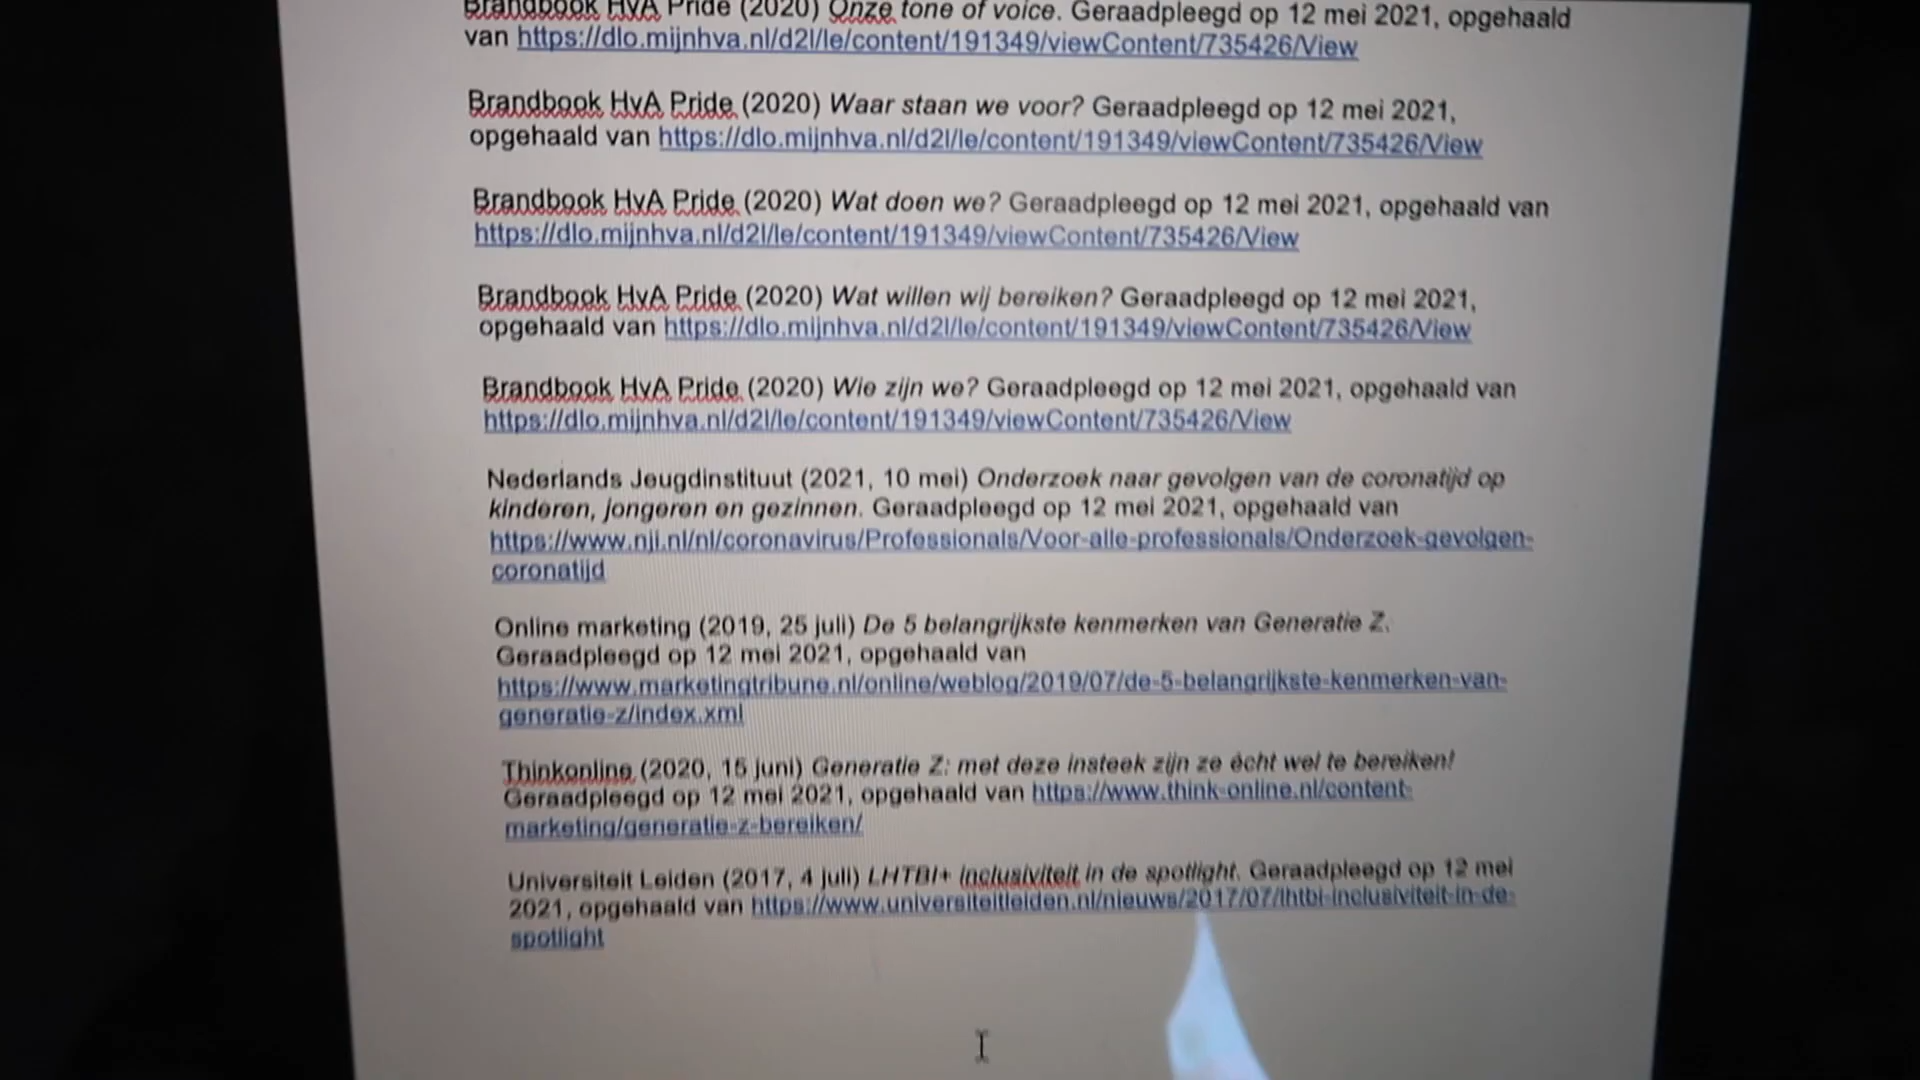 Brandbook HvA Pride (2020) Onze tone of voice. Geraadpleegd op 12 mei 2021, opgehaald
van https://dlo.mijnhva.nl/d2l/le/content/191349/viewContent/735426/View
Brandbook HvA Pride (2020) Waar staan we voor? Geraadpleegd op 12 mei 2021,
opgehaald van https://dlo.mijnhva.nl/d2l/le/content/191349/viewContent/735426/View
Brandbook HvA Pride (2020) Wat doen we? Geraadpleegd op 12 mei 2021, opgehaald van
https://dlo.mijnhva.nl/d2l/le/content/191349/viewContent/735426/View
Brandbook HvA Pride (2020) Wat willen wij bereiken? Geraadpleegd op 12 mei 2021,
opgehaald van https://dlo.mijnhva.nl/d2l/le/content/191349/viewContent/735426/View
Brandbook HvA Pride (2020) Wie zijn we? Geraadpleegd op 12 mei 2021, opgehaald van
https://dlo.mijnhva.nl/d2l/le/content/191349/viewContent/735426/View
Nederlands Jeugdinstituut (2021, 10 mei) Onderzoek naar gevolgen van de coronatijd op
kinderen, jongeren en gezinnen. Geraadpleegd op 12 mei 2021, opgehaald van
https://www.nji.nl/nl/coronavirus/Professionals/Voor-alle-professionals/Onderzoek-gevolgen-
coronatijd
Online marketing (2019, 25 juli) De 5 belangrijkste kenmerken van Generatie Z.
Geraadpleegd op 12 mei 2021, opgehaald van
https://www.marketingtribune.nl/online/weblog/2019/07/de-5-belangrijkste-kenmerken-van-
generatie-z/index.xml
Thinkonline (2020, 15 juni) Generatie Z: met deze insteek zijn ze écht wel te bereiken!
Geraadpleegd op 12 mei 2021, opgehaald van https://www.think-online.nl/content-
marketing/generatie-z-bereiken/
Universiteit Leiden (2017, 4 juli) LHTBI+ inclusiviteit in de spotlight. Geraadpleegd op 12 mei
2021, opgehaald van https://www.universiteitleiden.nl/nieuws/2017/07/lhtbi-inclusiviteit-in-de-
spotlight